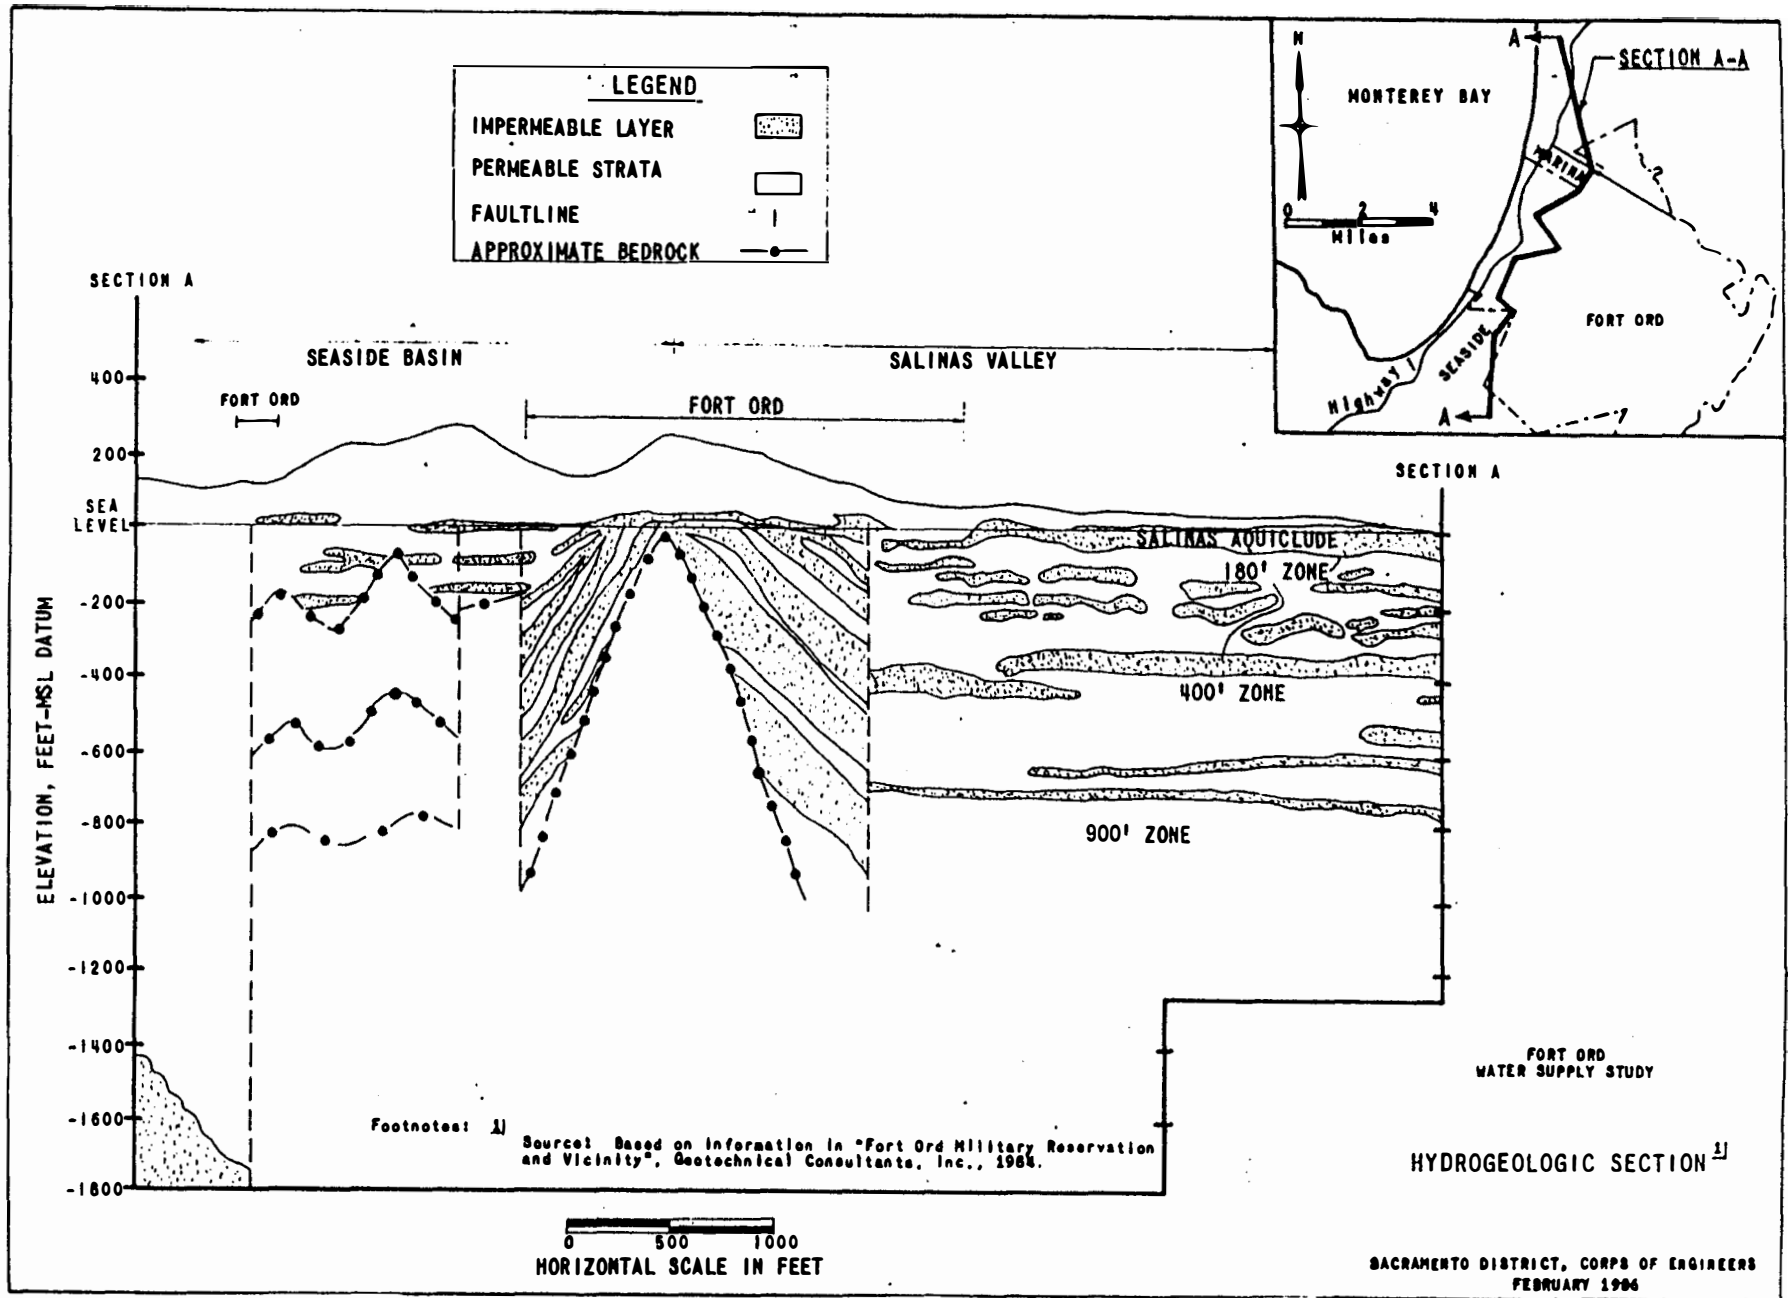 LEGEND
IMPERMEABLE LAYER
PERMEABLE STRATA
FAULTLINE
APPROXIMATE BEDROCK
N
MONTEREY BAY
A
SECTION A-A
MARINA
2
0 2 4
Miles
FORT ORD
SEASIDE
Highway 1
A
1
SECTION A
SEASIDE BASIN
SALINAS VALLEY
FORT ORD
FORT ORD
SECTION A
ELEVATION, FEET-MSL DATUM
400
200
SEA
LEVEL
-200
-400
-600
-800
-1000
-1200
-1400
-1600
-1800
SALINAS AQUICLUDE
180' ZONE
400' ZONE
900' ZONE
Footnotes: 1
Source: Based on information in "Fort Ord Military Reservation
and Vicinity", Geotechnical Consultants, Inc.,
0 500 1000
HORIZONTAL SCALE IN FEET
FORT ORD
WATER SUPPLY STUDY
HYDROGEOLOGIC SECTION 1
SACRAMENTO DISTRICT, CORPS OF ENGINEERS
FEBRUARY 1986